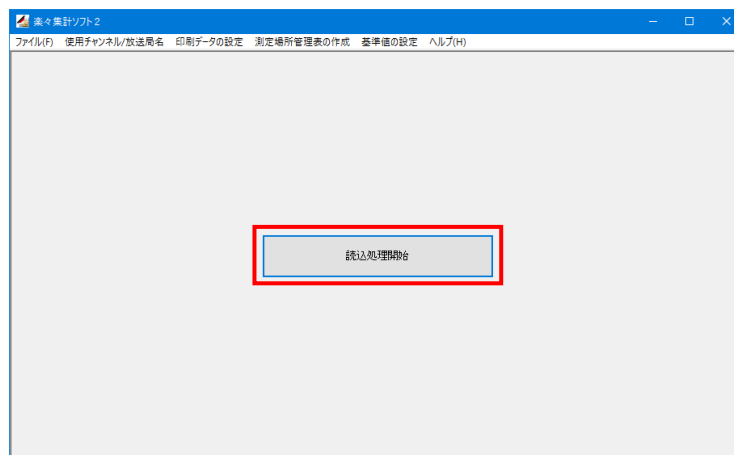 楽々集計ソフト2
ファイル(F) 使用チャンネル/放送局名 印刷データの設定 測定場所管理表の作成 基準値の設定 ヘルプ(H)
読込処理開始